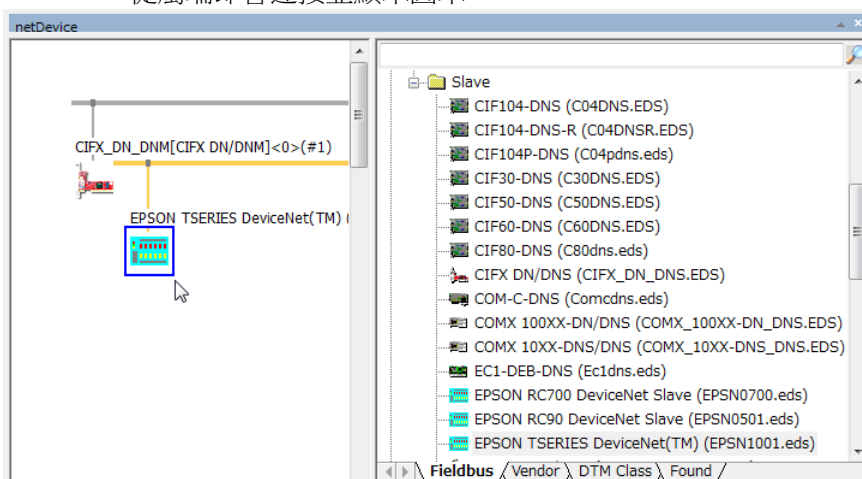 netDevice
CIFX_DN_DNM[CIFX DN/DNM]<0>(#1)
EPSON TSERIES DeviceNet(TM) (
Slave
CIF104-DNS (C04DNS.EDS)
CIF104-DNS-R (C04DNSR.EDS)
CIF104P-DNS (C04pdns.eds)
CIF30-DNS (C30DNS.EDS)
CIF50-DNS (C50DNS.EDS)
CIF60-DNS (C60DNS.EDS)
CIF80-DNS (C80dns.eds)
CIFX DN/DNS (CIFX_DN_DNS.EDS)
COM-C-DNS (Comcdns.eds)
COMX 100XX-DN/DNS (COMX_100XX-DN_DNS.EDS)
COMX 10XX-DNS/DNS (COMX_10XX-DNS_DNS.EDS)
EC1-DEB-DNS (Ec1dns.eds)
EPSON RC700 DeviceNet Slave (EPSN0700.eds)
EPSON RC90 DeviceNet Slave (EPSN0501.eds)
EPSON TSERIES DeviceNet(TM) (EPSN1001.eds)
Fieldbus / Vendor \ DTM Class \ Found /